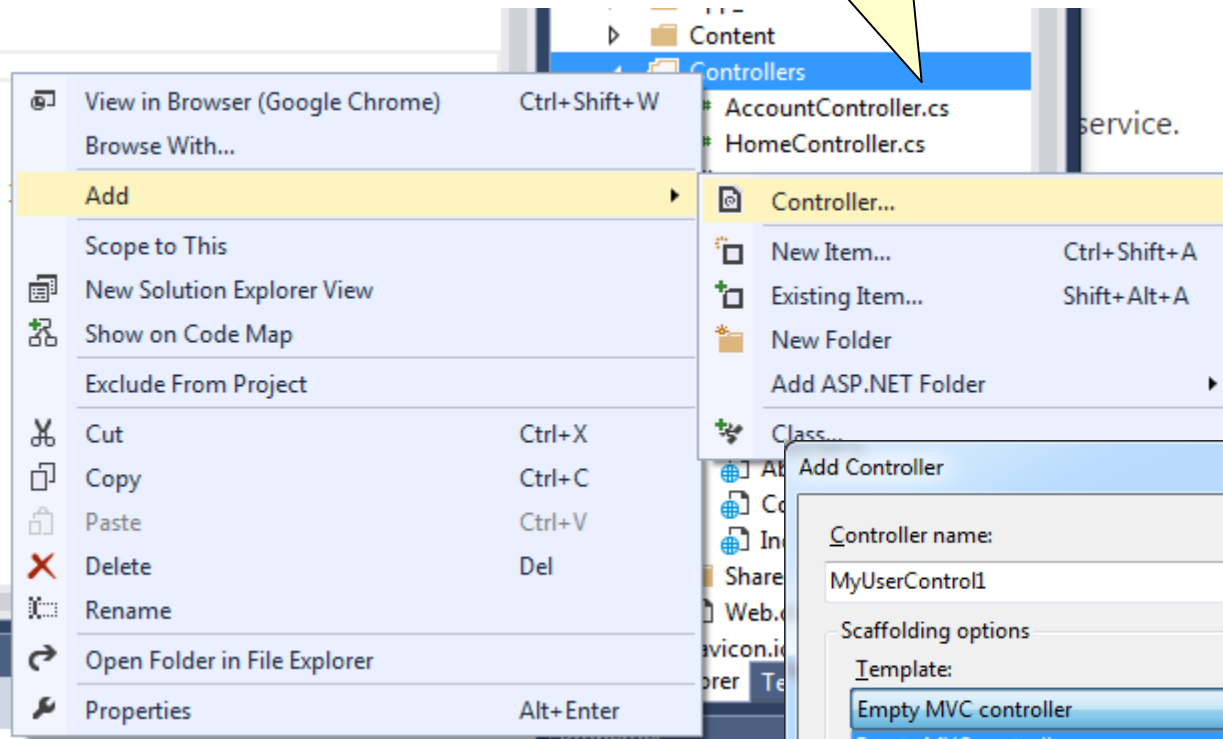 Content
Controllers
AccountController.cs
HomeController.cs
service.
View in Browser (Google Chrome) Ctrl+Shift+W
Browse With...
Add
Scope to This
New Solution Explorer View
Show on Code Map
Exclude From Project
Cut Ctrl+X
Copy Ctrl+C
Paste Ctrl+V
Delete Del
Rename
Open Folder in File Explorer
Properties Alt+Enter
Controller...
New Item... Ctrl+Shift+A
Existing Item... Shift+Alt+A
New Folder
Add ASP.NET Folder
Class...
Share
Web.
Add Controller
Controller name:
MyUserControl1
Scaffolding options
Template:
Empty MVC controller